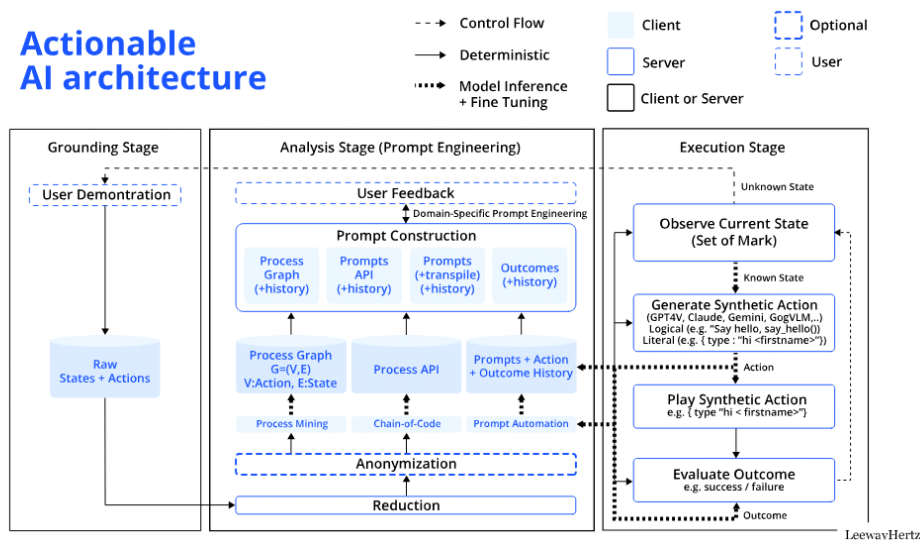 Actionable
AI architecture
Control Flow
Deterministic
Model Inference
+ Fine Tuning
Client
Server
Client or Server
Optional
User
Grounding Stage
User Demontration
Raw
States + Actions
Analysis Stage (Prompt Engineering)
User Feedback
Domain-Specific Prompt Engineering
Prompt Construction
Process
Graph
(+history)
Prompts
API
(+history)
Prompts
(+transpile)
(+history)
Outcomes
(+history)
Process Graph
G=(V,E)
V:Action, E:State
Process API
Prompts + Action
+ Outcome History
Process Mining
Chain-of-Code
Prompt Automation
Anonymization
Reduction
Execution Stage
Unknown State
Observe Current State
(Set of Mark)
Known State
Generate Synthetic Action
(GPT4V, Claude, Gemini, GogVLM,..)
Logical (e.g. "Say hello, say_hello())
Literal (e.g. { type : "hi <firstname>"})
Action
Play Synthetic Action
e.g. { type "hi < firstname>"}
Evaluate Outcome
e.g. success / failure
Outcome
LeewayHertz